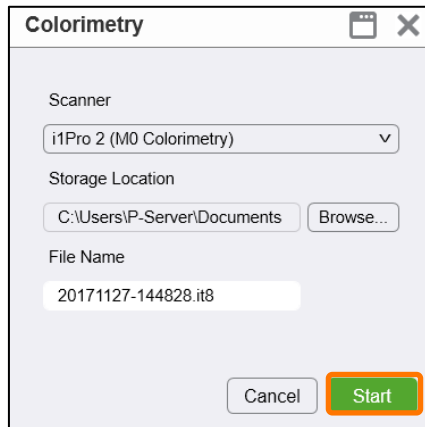 Colorimetry
Scanner
i1Pro 2 (M0 Colorimetry)
Storage Location
C:\Users\P-Server\Documents Browse...
File Name
20171127-144828.it8
Cancel Start